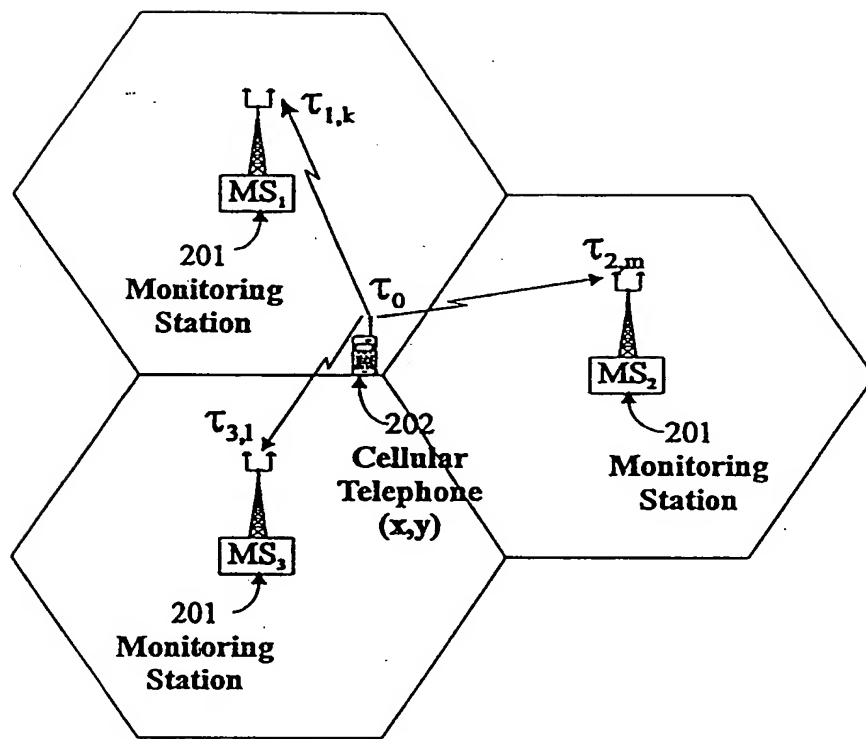 τ1,k
MS1
201
Monitoring
Station
τ2,m
τ0
MS2
201
Monitoring
Station
202
Cellular
Telephone
(x,y)
τ3,l
MS3
201
Monitoring
Station